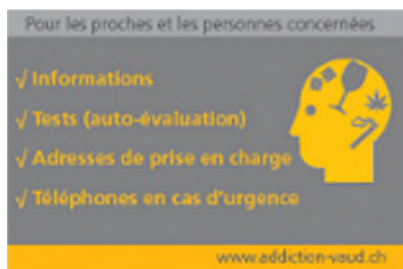 Pour les proches et les personnes concernées
√ Informations
√ Tests (auto-évaluation)
√ Adresses de prise en charge
√ Téléphones en cas d'urgence
www.addiction-vaud.ch